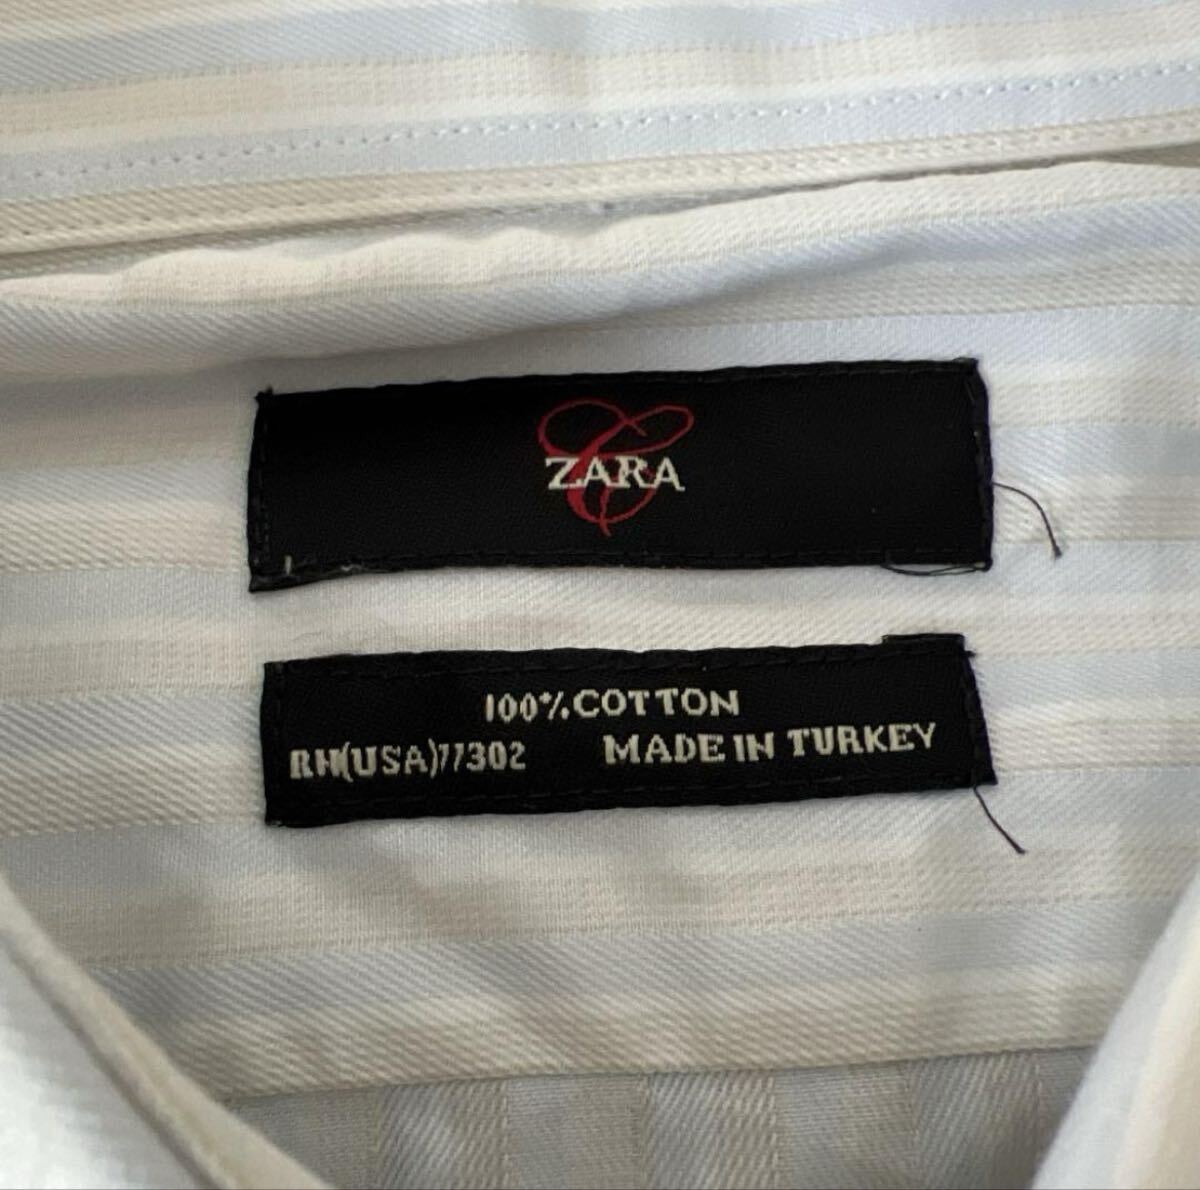 ZARA
100%COTTON
RN(USA)77302 MADE IN TURKEY